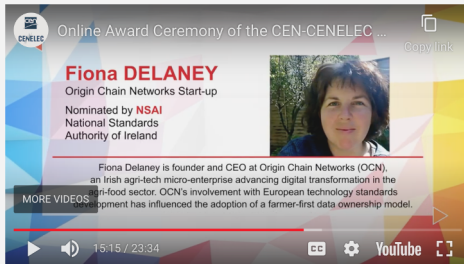 cen
CENELEC
Online Award Ceremony of the CEN-CENELEC ...
Copy link
Fiona DELANEY
Origin Chain Networks Start-up
Nominated by NSAI
National Standards
Authority of Ireland
Fiona Delaney is founder and CEO at Origin Chain Networks (OCN),
an Irish agri-tech micro-enterprise advancing digital transformation in the
agri-food sector. OCN's involvement with European technology standards
development has influenced the adoption of a farmer-first data ownership model.
MORE VIDEOS
15:15 / 23:34
CC
YouTube